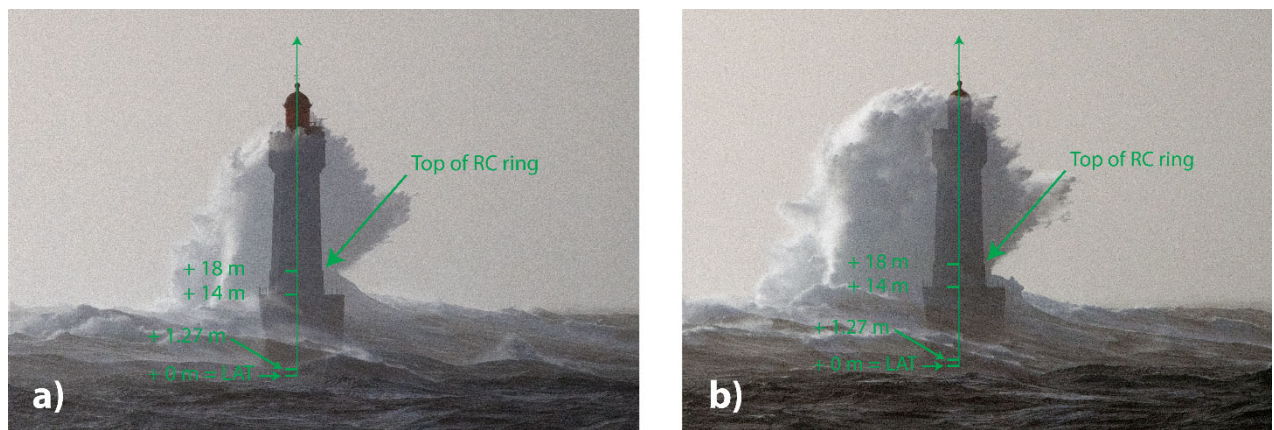 Top of RC ring
+ 18 m
+ 14 m
+ 1.27 m
+ 0 m = LAT
a)
Top of RC ring
+ 18 m
+ 14 m
+ 1.27 m
+ 0 m = LAT
b)